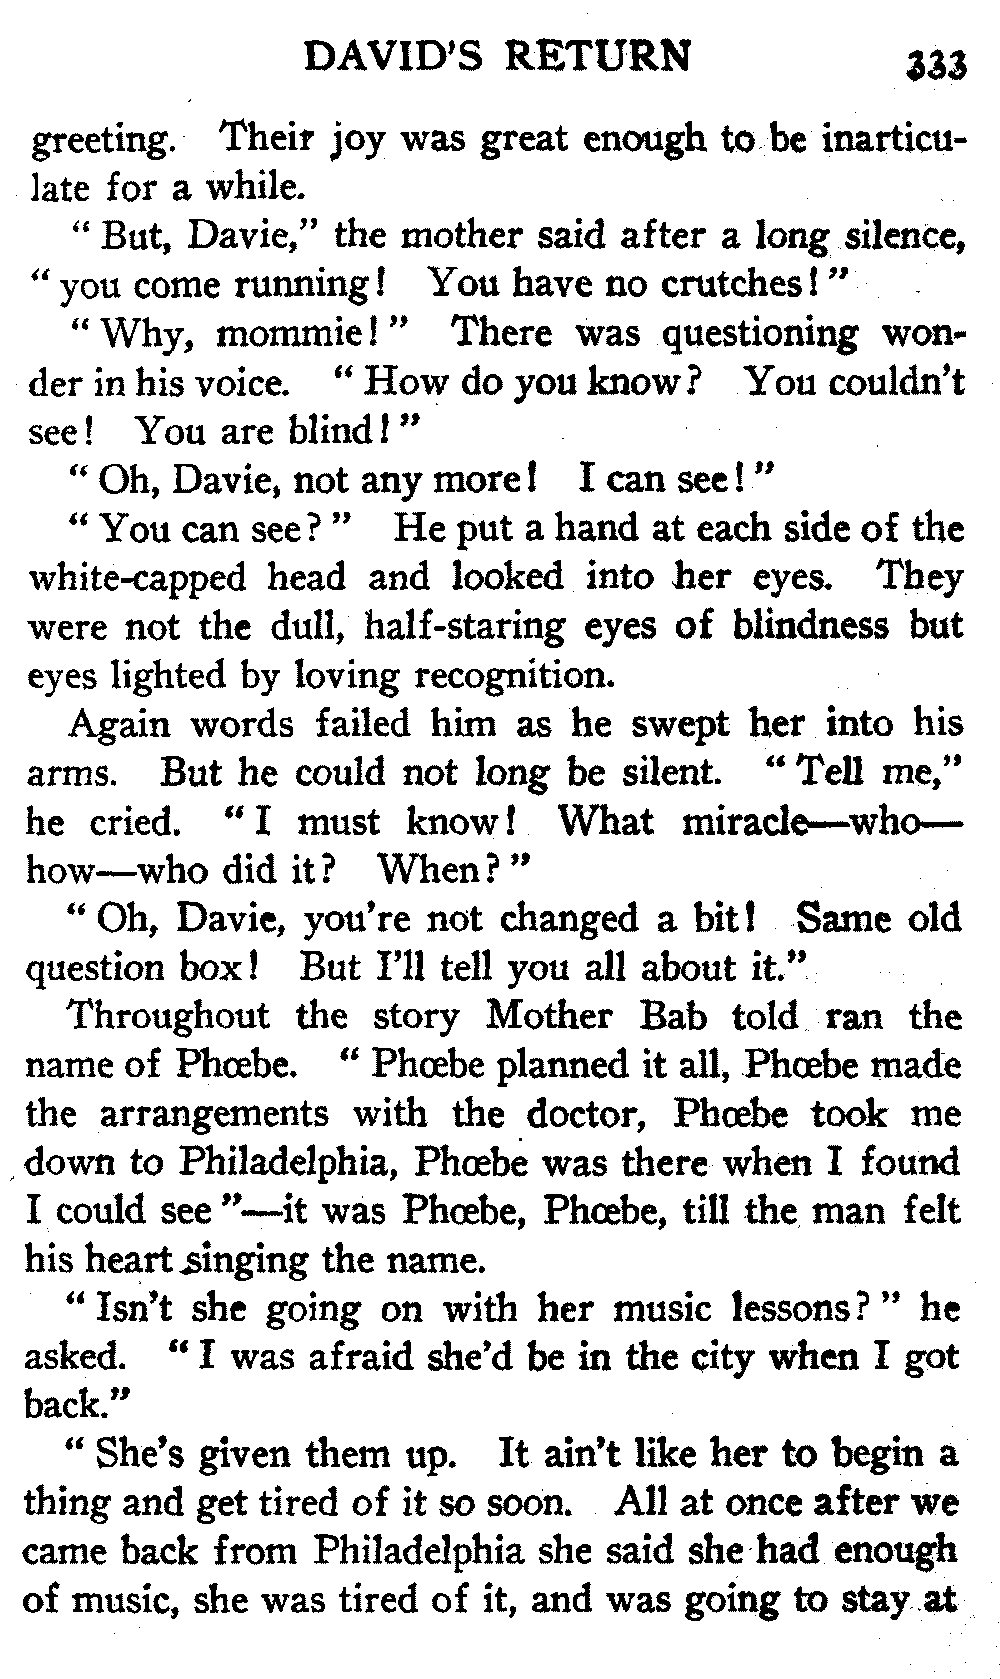 DAVID'S RETURN 333
greeting. Their joy was great enough to be inarticu-
late for a while.
" But, Davie," the mother said after a long silence,
" you come running! You have no crutches! "
" Why, mommie! " There was questioning won-
der in his voice. " How do you know? You couldn't
see! You are blind! "
" Oh, Davie, not any more! I can see! "
" You can see? " He put a hand at each side of the
white-capped head and looked into her eyes. They
were not the dull, half-staring eyes of blindness but
eyes lighted by loving recognition.
Again words failed him as he swept her into his
arms. But he could not long be silent. " Tell me,"
he cried. " I must know! What miracle—who—
how—who did it? When? "
" Oh, Davie, you're not changed a bit! Same old
question box! But I'll tell you all about it."
Throughout the story Mother Bab told ran the
name of Phœbe. " Phœbe planned it all, Phœbe made
the arrangements with the doctor, Phœbe took me
down to Philadelphia, Phœbe was there when I found
I could see "—it was Phœbe, Phœbe, till the man felt
his heart singing the name.
" Isn't she going on with her music lessons? " he
asked. " I was afraid she'd be in the city when I got
back."
" She's given them up. It ain't like her to begin a
thing and get tired of it so soon. All at once after we
came back from Philadelphia she said she had enough
of music, she was tired of it, and was going to stay at